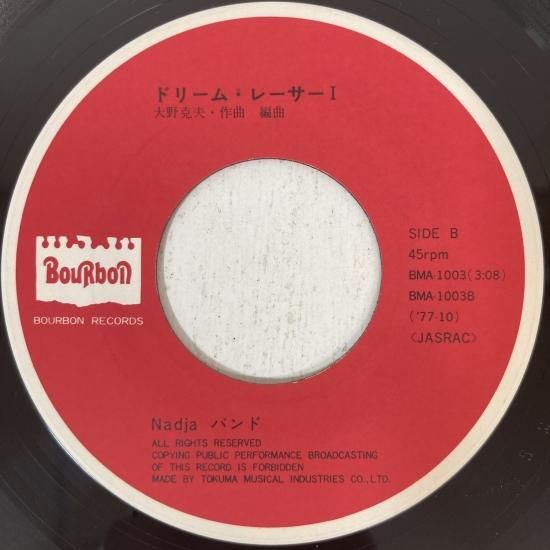 ドリーム・レーサーI
大野克夫・作曲 編曲
SIDE B
45rpm
BMA-1003(3:08)
BMA-1003B
('77-10)
〈JASRAC〉
BouRbon
BOURBON RECORDS
Nadja バンド
ALL RIGHTS RESERVED
COPYING PUBLIC PERFORMANCE BROADCASTING
OF THIS RECORD IS FORBIDDEN
MADE BY TOKUMA MUSICAL INDUSTRIES CO., LTD.